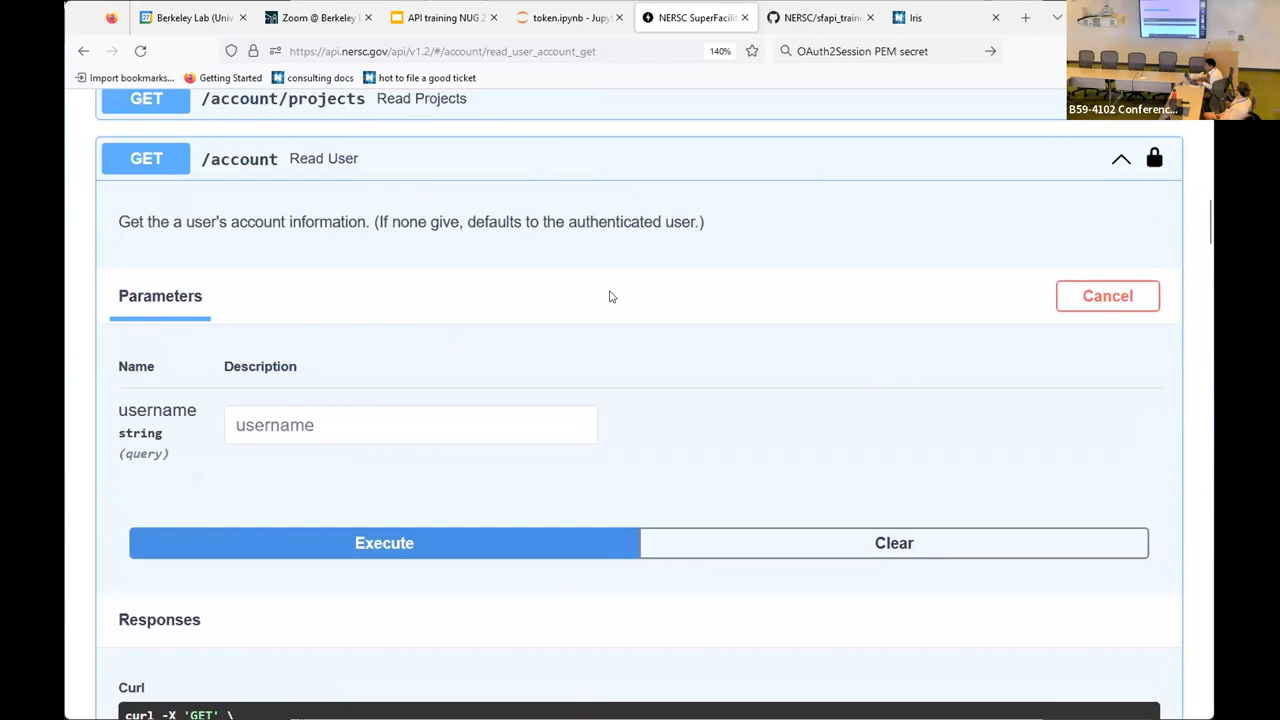 Berkeley Lab (Univ
Zoom @ Berkeley L
API training NUG 2
token.ipynb - Jupyt
NERSC SuperFacilit
NERSC/sfapi_traini
Iris
https://api.nersc.gov/api/v1.2/#/account/read_user_account_get
140%
OAuth2Session PEM secret
Import bookmarks...
Getting Started
consulting docs
hot to file a good ticket
B59-4102 Conferenc...
GET /account/projects Read Projects
GET /account Read User
Get the a user's account information. (If none give, defaults to the authenticated user.)
Parameters
Cancel
Name Description
username
string
(query)
username
Execute
Clear
Responses
Curl
curl -X 'GET' \